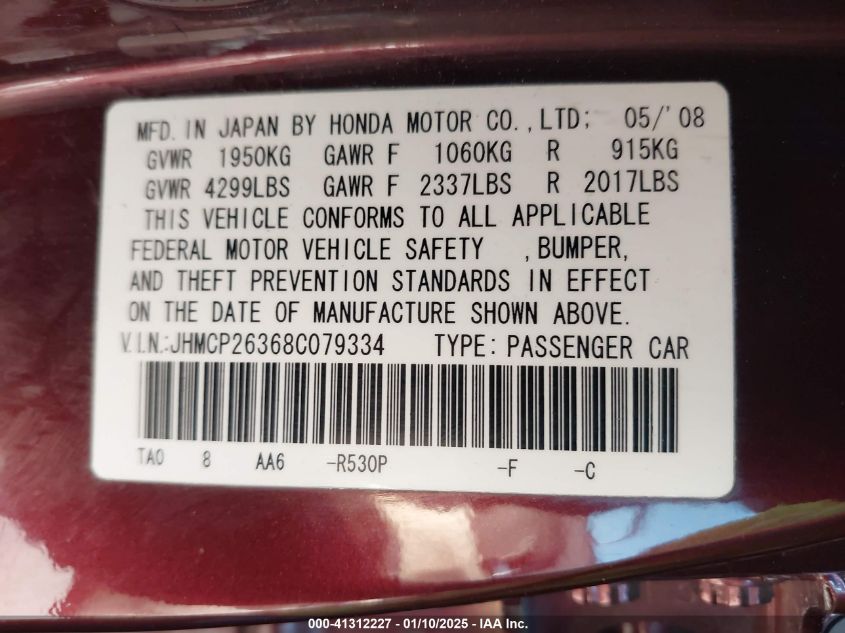 MFD. IN JAPAN BY HONDA MOTOR CO.,LTD; 05/'08
GVWR 1950KG GAWR F 1060KG R 915KG
GVWR 4299LBS GAWR F 2337LBS R 2017LBS
THIS VEHICLE CONFORMS TO ALL APPLICABLE
FEDERAL MOTOR VEHICLE SAFETY ,BUMPER,
AND THEFT PREVENTION STANDARDS IN EFFECT
ON THE DATE OF MANUFACTURE SHOWN ABOVE.
V.I.N.:JHMCP26368C079334 TYPE:PASSENGER CAR
TA0 8 AA6 -R530P -F -C
000-41312227 - 01/10/2025 - IAA Inc.